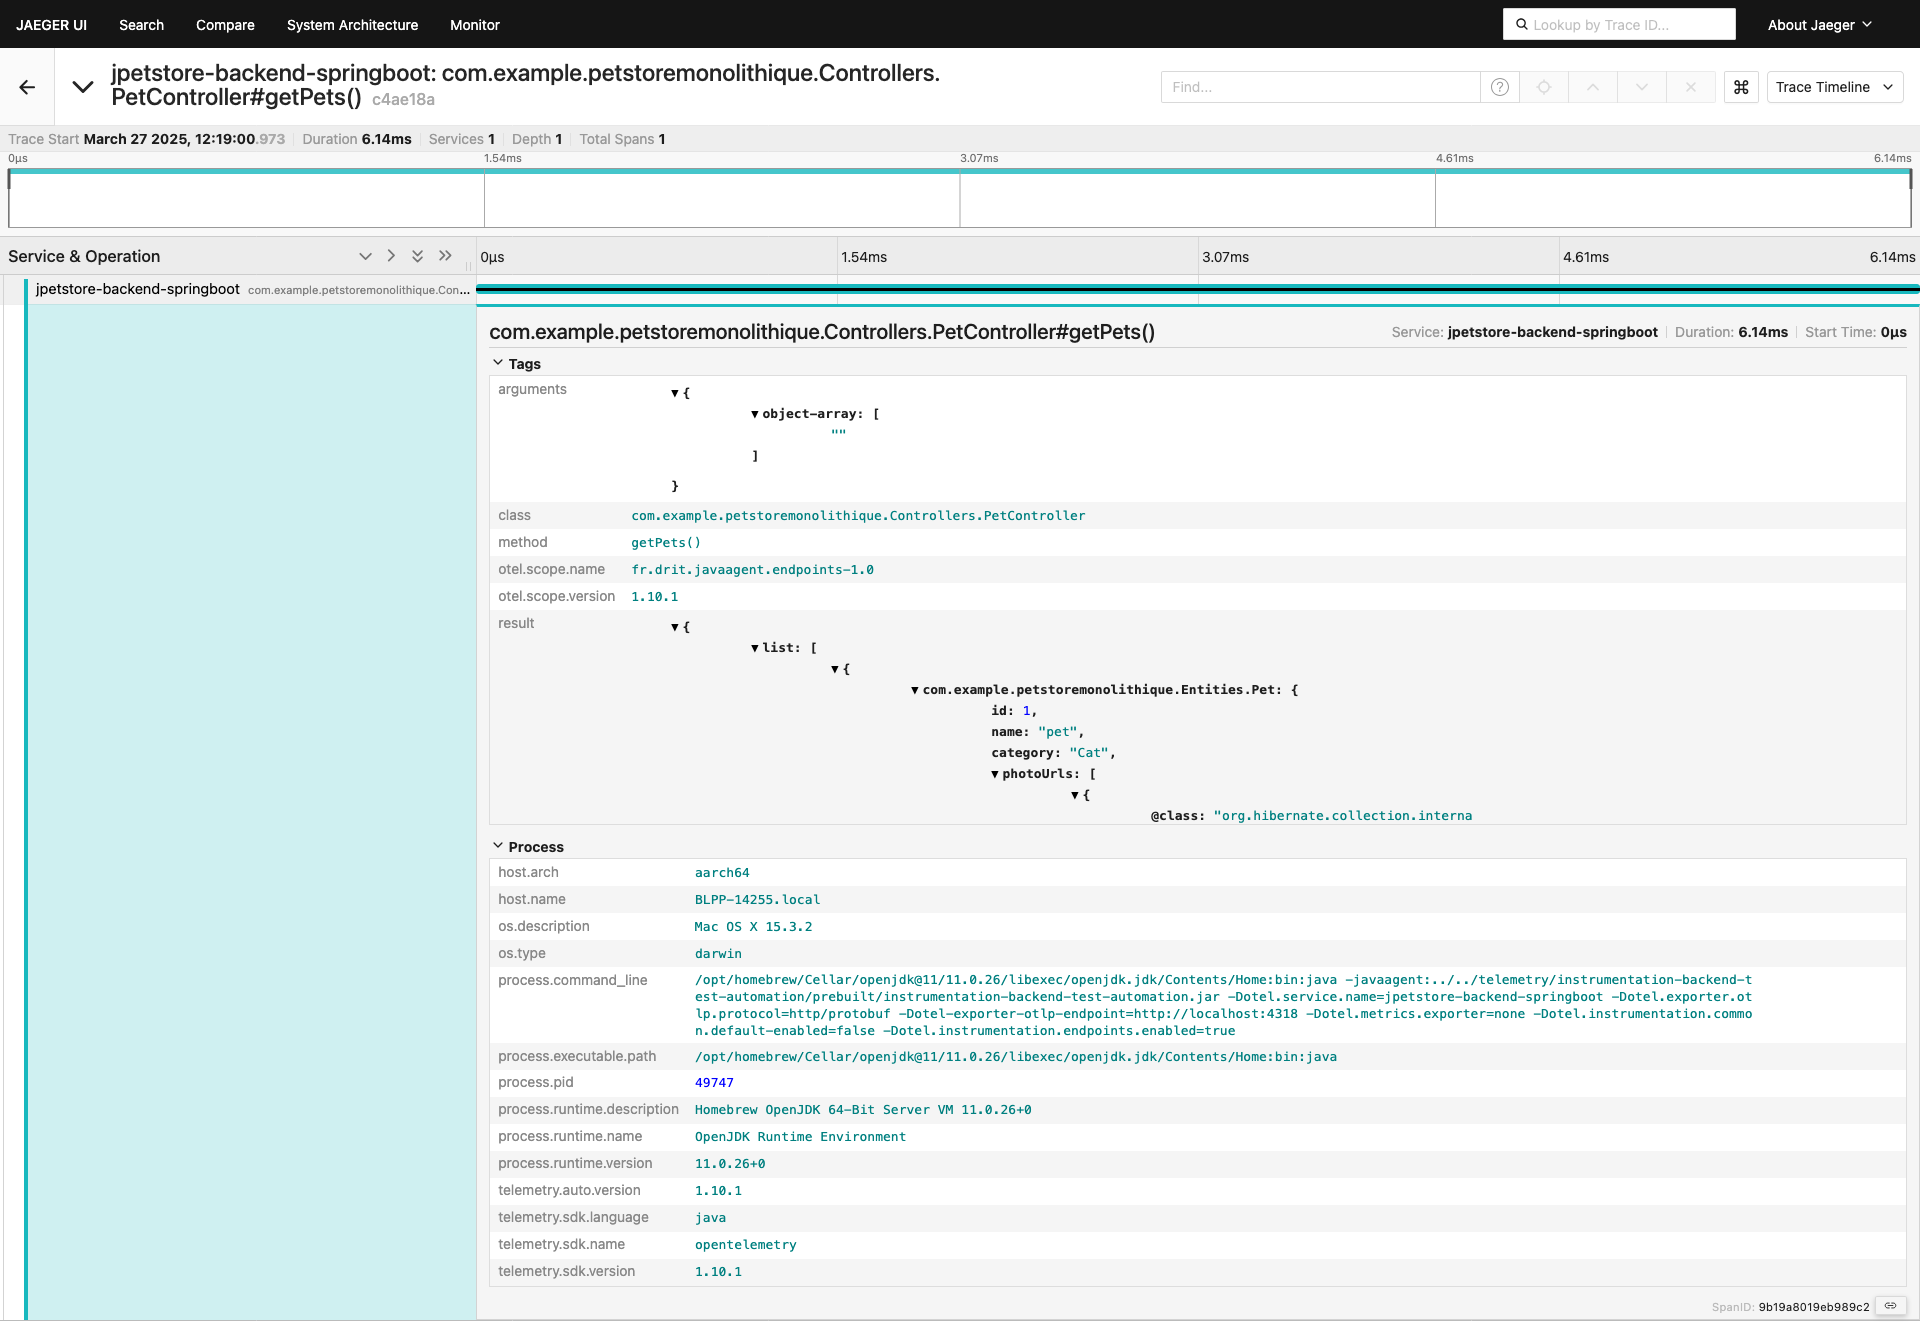 JAEGER UI Search Compare System Architecture Monitor Lookup by Trace ID... About Jaeger
jpetstore-backend-springboot: com.example.petstoremonolithique.Controllers.
PetController#getPets() c4ae18a
Find... ? ⌘ Trace Timeline
Trace Start March 27 2025, 12:19:00.973 Duration 6.14ms Services 1 Depth 1 Total Spans 1
0μs 1.54ms 3.07ms 4.61ms 6.14ms
Service & Operation 0μs 1.54ms 3.07ms 4.61ms 6.14ms
jpetstore-backend-springboot com.example.petstoremonolithique.Con...
com.example.petstoremonolithique.Controllers.PetController#getPets() Service: jpetstore-backend-springboot Duration: 6.14ms Start Time: 0μs
Tags
arguments {
object-array: [
""
]
}
class com.example.petstoremonolithique.Controllers.PetController
method getPets()
otel.scope.name fr.drit.javaagent.endpoints-1.0
otel.scope.version 1.10.1
result {
list: [
{
com.example.petstoremonolithique.Entities.Pet: {
id: 1,
name: "pet",
category: "Cat",
photoUrls: [
{
@class: "org.hibernate.collection.interna
Process
host.arch aarch64
host.name BLPP-14255.local
os.description Mac OS X 15.3.2
os.type darwin
process.command_line /opt/homebrew/Cellar/openjdk@11/11.0.26/libexec/openjdk.jdk/Contents/Home:bin:java -javaagent:../../telemetry/instrumentation-backend-t
est-automation/prebuilt/instrumentation-backend-test-automation.jar -Dotel.service.name=jpetstore-backend-springboot -Dotel.exporter.ot
lp.protocol=http/protobuf -Dotel-exporter-otlp-endpoint=http://localhost:4318 -Dotel.metrics.exporter=none -Dotel.instrumentation.commo
n.default-enabled=false -Dotel.instrumentation.endpoints.enabled=true
process.executable.path /opt/homebrew/Cellar/openjdk@11/11.0.26/libexec/openjdk.jdk/Contents/Home:bin:java
process.pid 49747
process.runtime.description Homebrew OpenJDK 64-Bit Server VM 11.0.26+0
process.runtime.name OpenJDK Runtime Environment
process.runtime.version 11.0.26+0
telemetry.auto.version 1.10.1
telemetry.sdk.language java
telemetry.sdk.name opentelemetry
telemetry.sdk.version 1.10.1
SpanID: 9b19a8019eb989c2